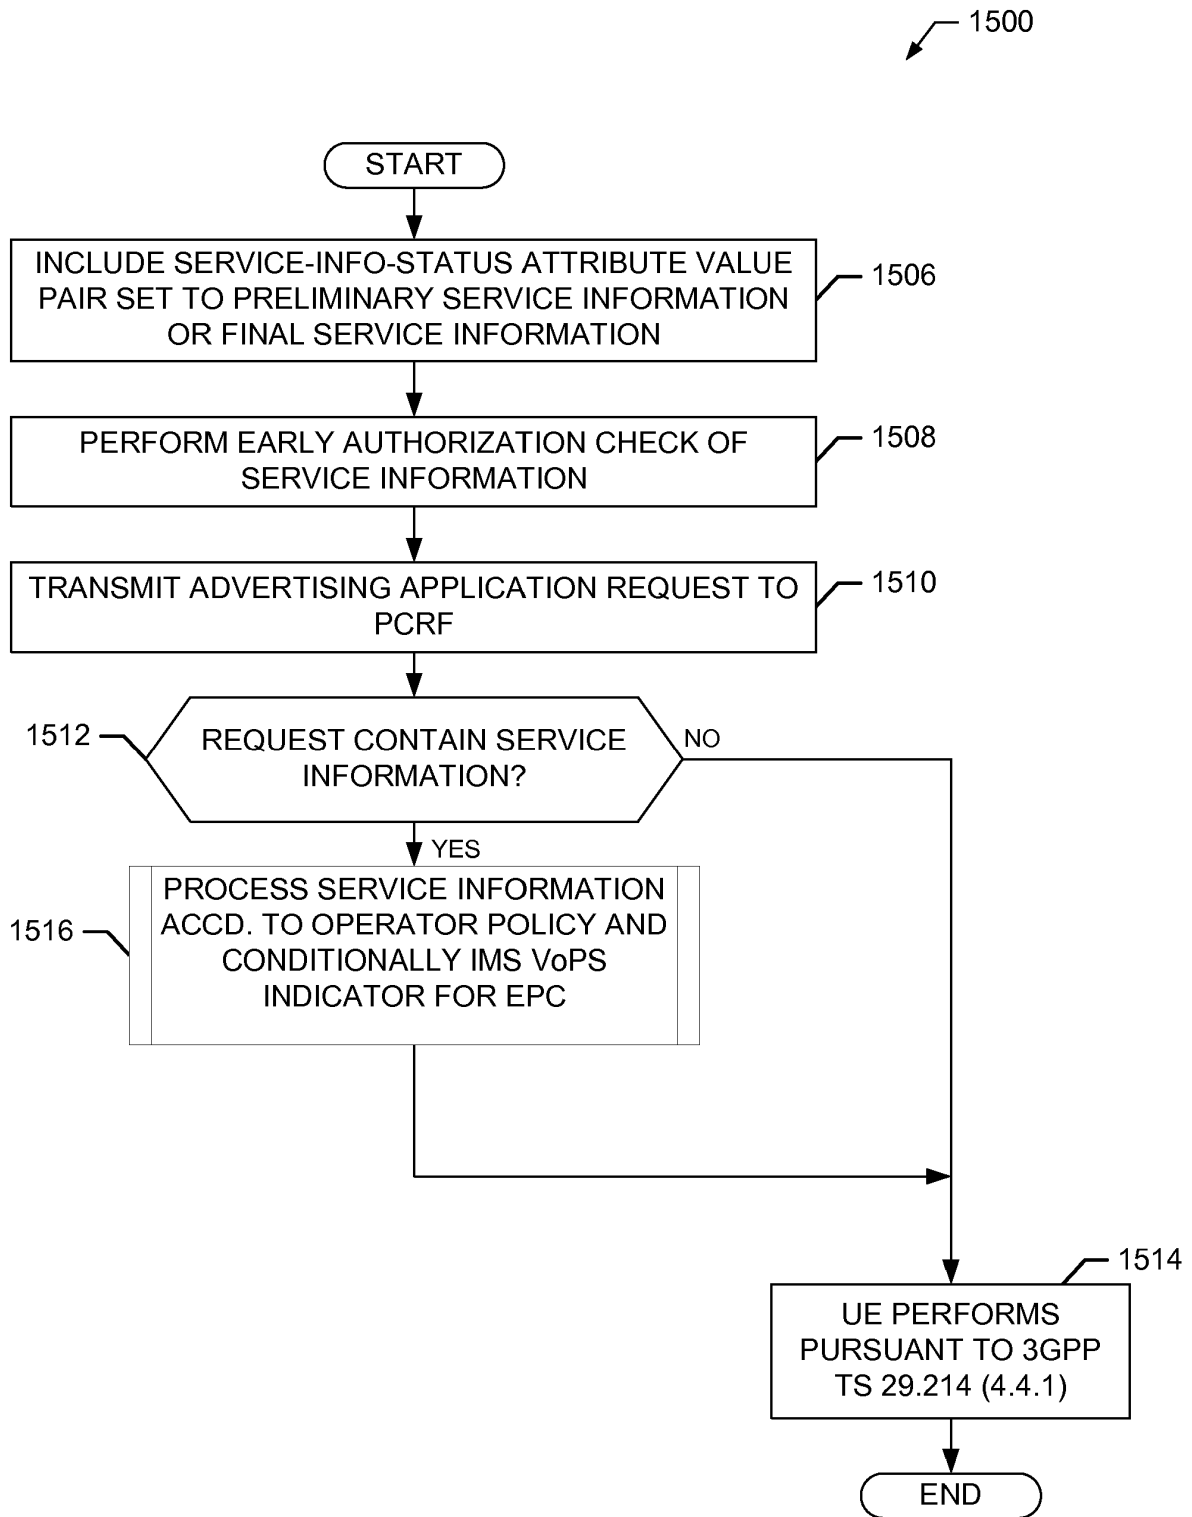 1500
START
INCLUDE SERVICE-INFO-STATUS ATTRIBUTE VALUE
PAIR SET TO PRELIMINARY SERVICE INFORMATION
OR FINAL SERVICE INFORMATION
1506
PERFORM EARLY AUTHORIZATION CHECK OF
SERVICE INFORMATION
1508
TRANSMIT ADVERTISING APPLICATION REQUEST TO
PCRF
1510
1512
REQUEST CONTAIN SERVICE
INFORMATION?
NO
YES
1516
PROCESS SERVICE INFORMATION
ACCD. TO OPERATOR POLICY AND
CONDITIONALLY IMS VoPS
INDICATOR FOR EPC
1514
UE PERFORMS
PURSUANT TO 3GPP
TS 29.214 (4.4.1)
END